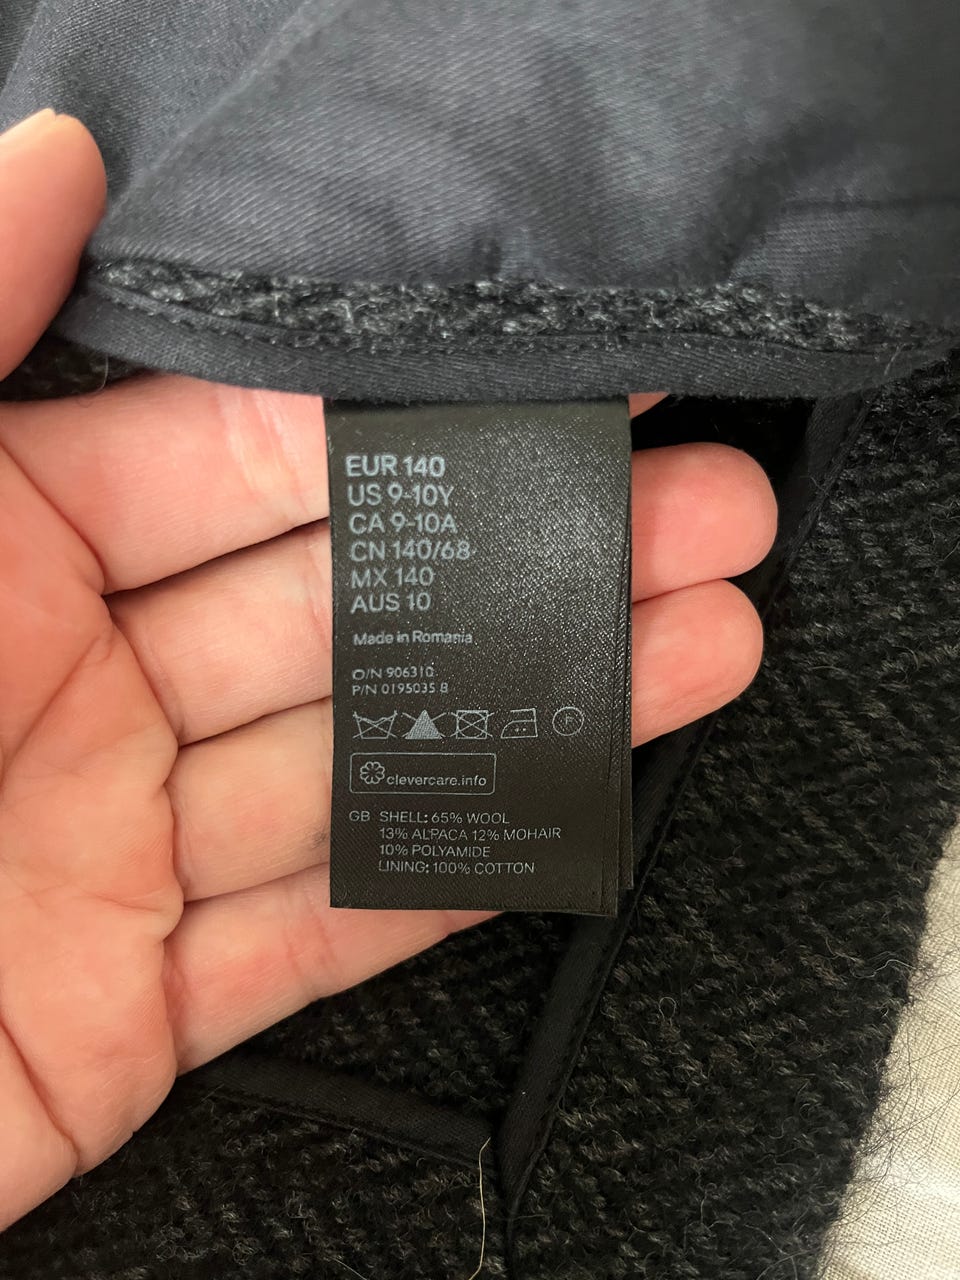 EUR 140
US 9-10Y
CA 9-10A
CN 140/68
MX 140
AUS 10
Made in Romania
O/N 906310
P/N 0195035.8
P
clevercare.info
GB SHELL: 65% WOOL
13% ALPACA 12% MOHAIR
10% POLYAMIDE
LINING: 100% COTTON